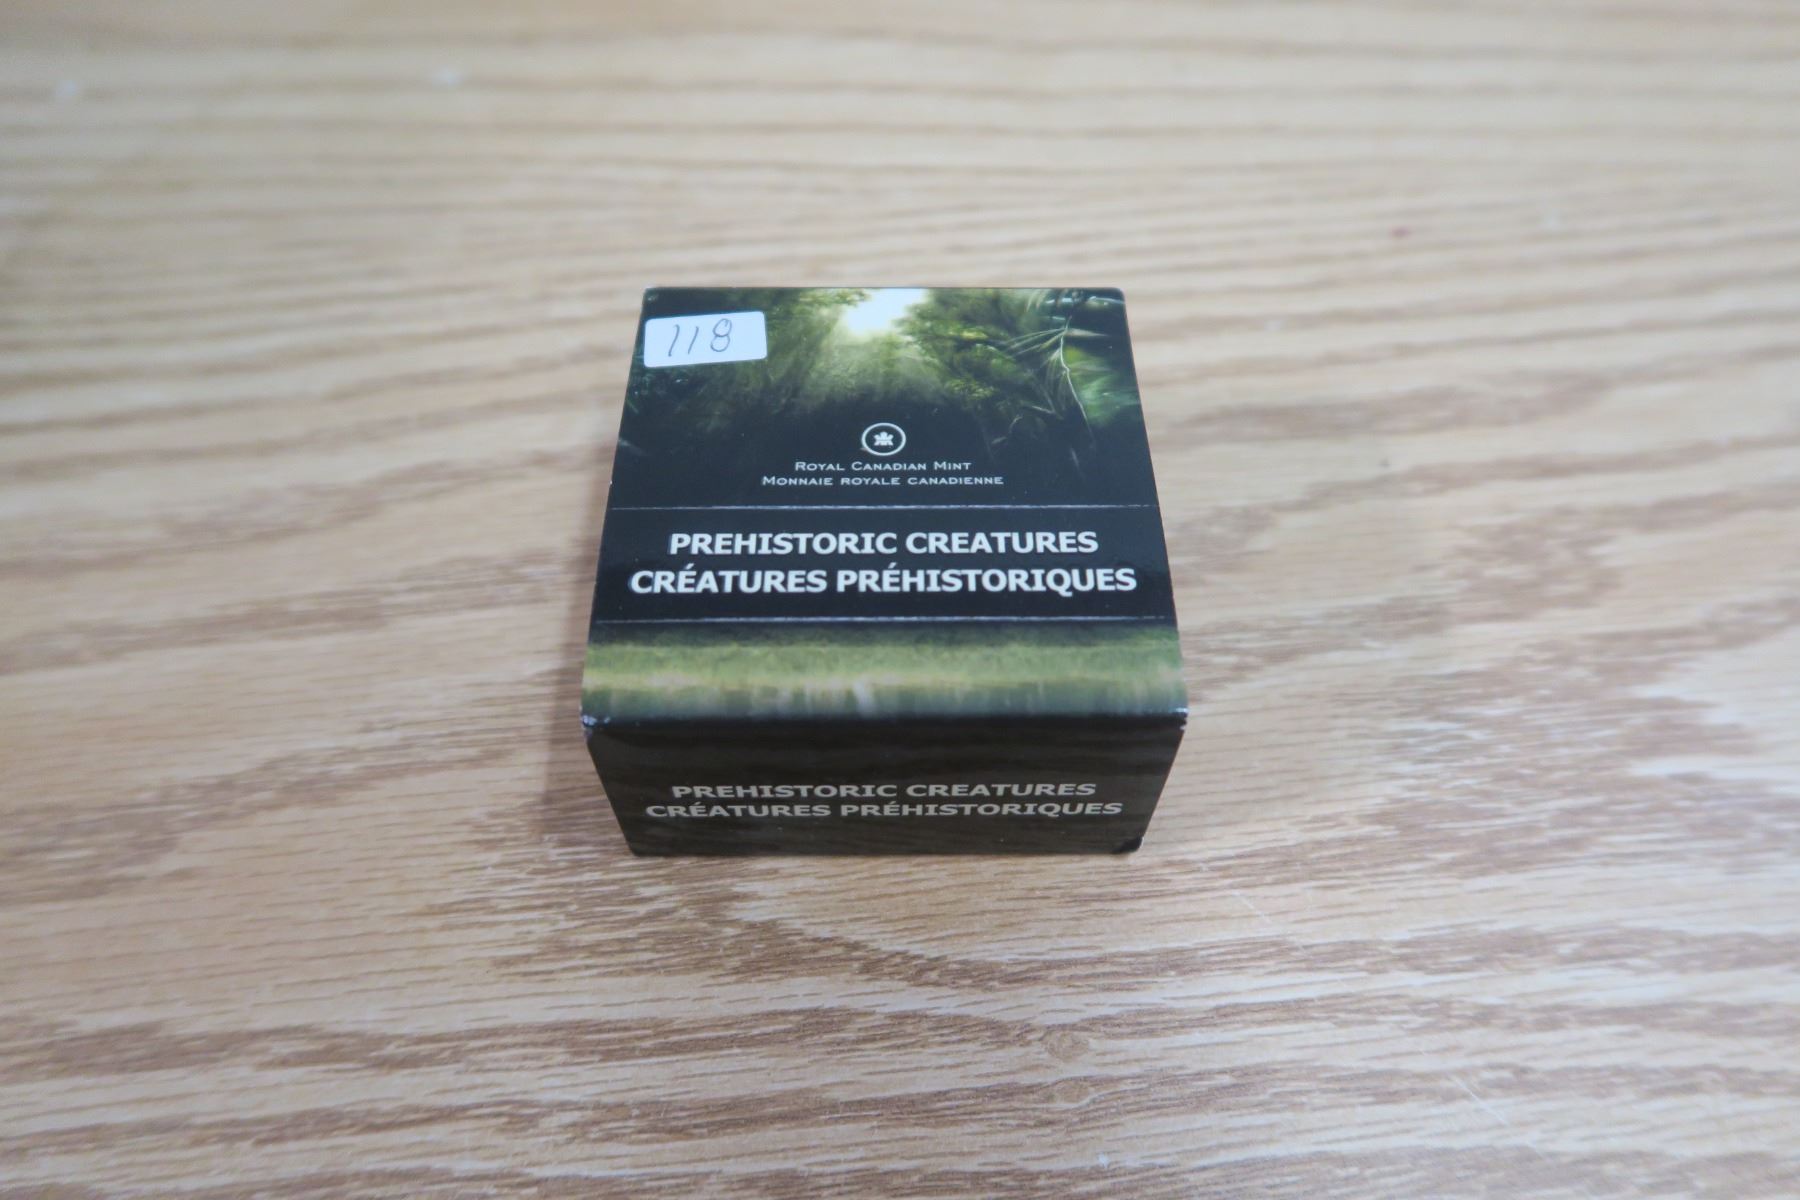 118
ROYAL CANADIAN MINT
MONNAIE ROYALE CANADIENNE
PREHISTORIC CREATURES
CRÉATURES PRÉHISTORIQUES
PREHISTORIC CREATURES
CRÉATURES PRÉHISTORIQUES